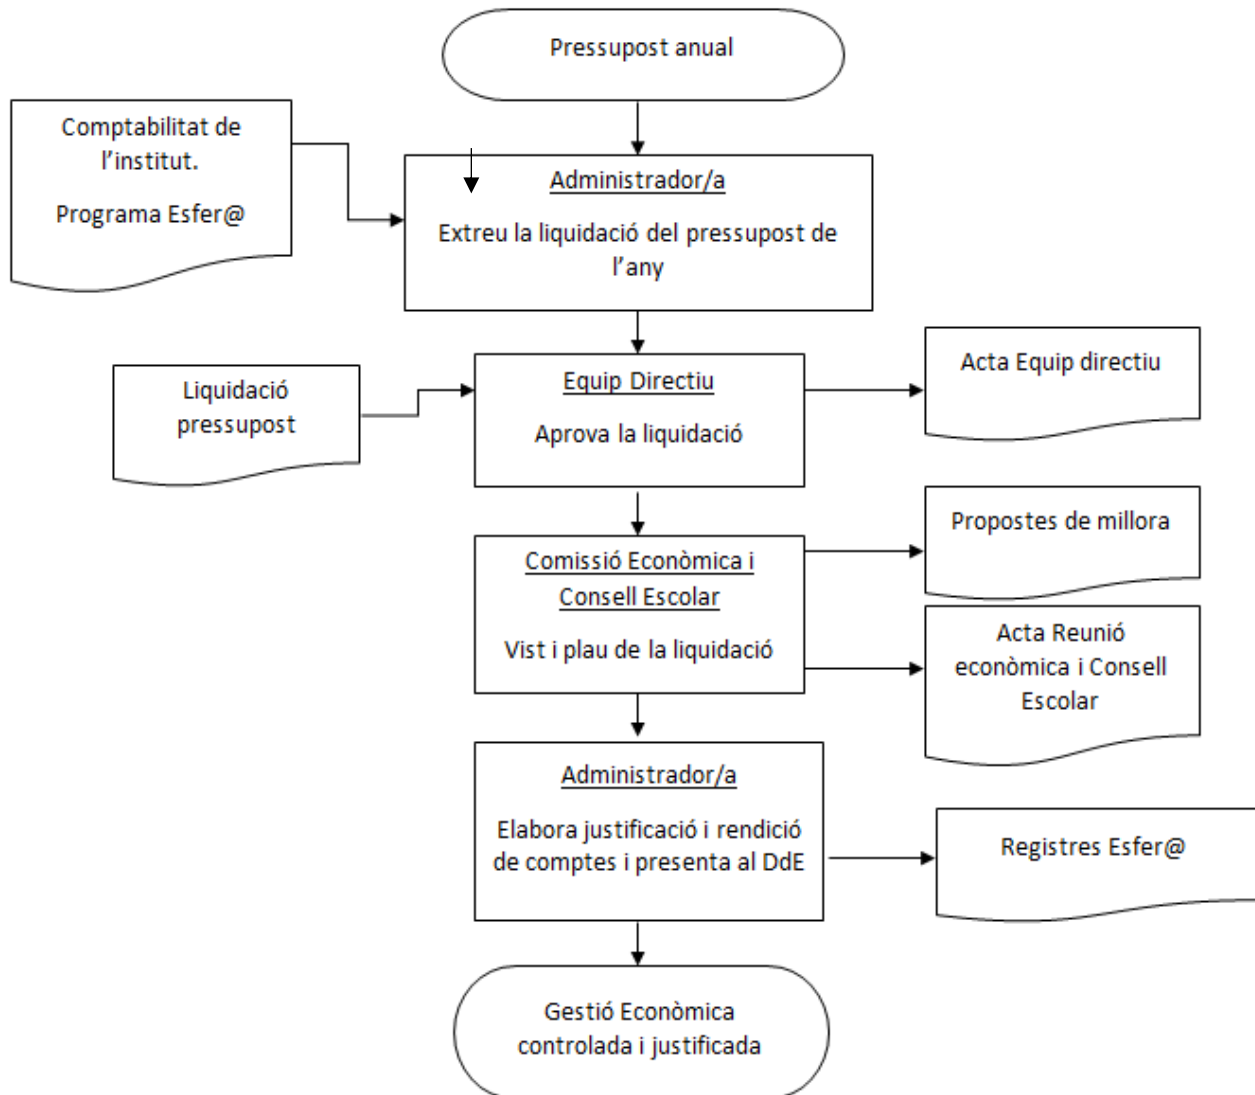 Pressupost anual
Comptabilitat de
l’institut.
Programa Esfer@
Administrador/a
Extreu la liquidació del pressupost de
l’any
Liquidació
pressupost
Equip Directiu
Aprova la liquidació
Acta Equip directiu
Comissió Econòmica i
Consell Escolar
Vist i plau de la liquidació
Propostes de millora
Acta Reunió
econòmica i Consell
Escolar
Administrador/a
Elabora justificació i rendició
de comptes i presenta al DdE
Registres Esfer@
Gestió Econòmica
controlada i justificada